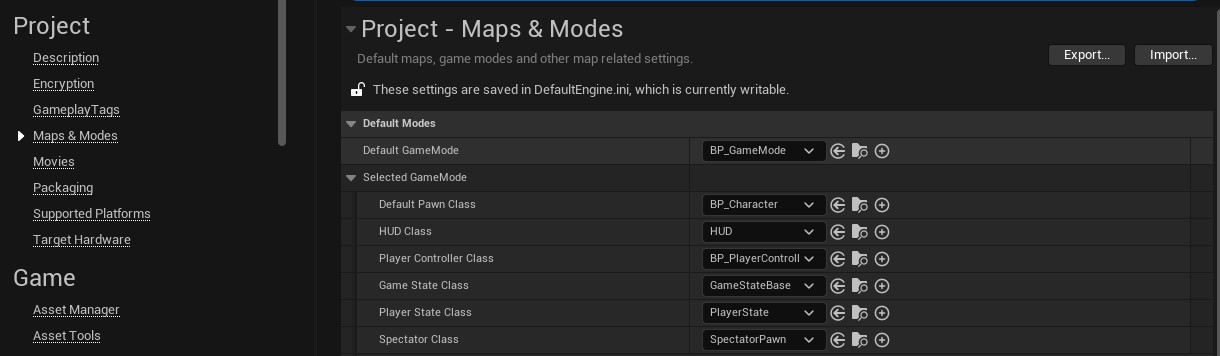 Project
Description
Encryption
GameplayTags
Maps & Modes
Movies
Packaging
Supported Platforms
Target Hardware
Game
Asset Manager
Asset Tools
Project - Maps & Modes
Default maps, game modes and other map related settings.
Export...
Import...
These settings are saved in DefaultEngine.ini, which is currently writable.
Default Modes
Default GameMode
BP_GameMode
Selected GameMode
Default Pawn Class
BP_Character
HUD Class
HUD
Player Controller Class
BP_PlayerControll
Game State Class
GameStateBase
Player State Class
PlayerState
Spectator Class
SpectatorPawn